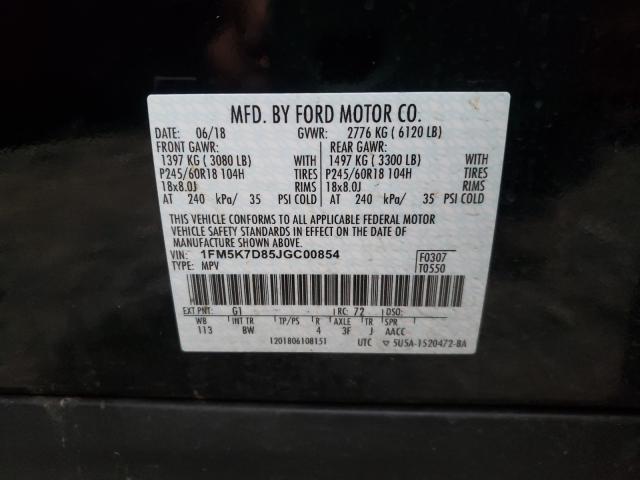 MFD. BY FORD MOTOR CO.
DATE: 06/18 GVWR: 2776 KG ( 6120 LB)
FRONT GAWR: REAR GAWR:
1397 KG ( 3080 LB) WITH 1497 KG ( 3300 LB) WITH
P245/60R18 104H TIRES P245/60R18 104H TIRES
18x8.0J RIMS 18x8.0J RIMS
AT 240 kPa/ 35 PSI COLD AT 240 kPa/ 35 PSI COLD
THIS VEHICLE CONFORMS TO ALL APPLICABLE FEDERAL MOTOR
VEHICLE SAFETY STANDARDS IN EFFECT ON THE DATE OF
MANUFACTURE SHOWN ABOVE.
VIN: 1FM5K7D85JGC00854 F0307
TYPE: MPV T0550
EXT PNT: G1 RC: 72 DSO:
WB INT TR TP/PS R AXLE TR SPR
113 BW 4 3F J AACC
1201806108151 UTC ▽ 5U5A-1520472-BA